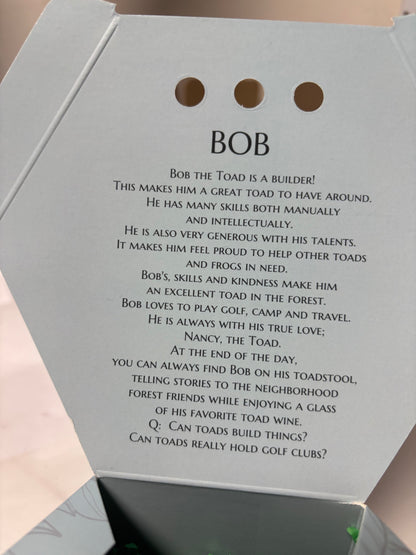 BOB
BOB THE TOAD IS A BUILDER!
THIS MAKES HIM A GREAT TOAD TO HAVE AROUND.
HE HAS MANY SKILLS BOTH MANUALLY
AND INTELLECTUALLY.
HE IS ALSO VERY GENEROUS WITH HIS TALENTS.
IT MAKES HIM FEEL PROUD TO HELP OTHER TOADS
AND FROGS IN NEED.
BOB'S, SKILLS AND KINDNESS MAKE HIM
AN EXCELLENT TOAD IN THE FOREST.
BOB LOVES TO PLAY GOLF, CAMP AND TRAVEL.
HE IS ALWAYS WITH HIS TRUE LOVE;
NANCY, THE TOAD.
AT THE END OF THE DAY,
YOU CAN ALWAYS FIND BOB ON HIS TOADSTOOL,
TELLING STORIES TO THE NEIGHBORHOOD
FOREST FRIENDS WHILE ENJOYING A GLASS
OF HIS FAVORITE TOAD WINE.
Q: CAN TOADS BUILD THINGS?
CAN TOADS REALLY HOLD GOLF CLUBS?